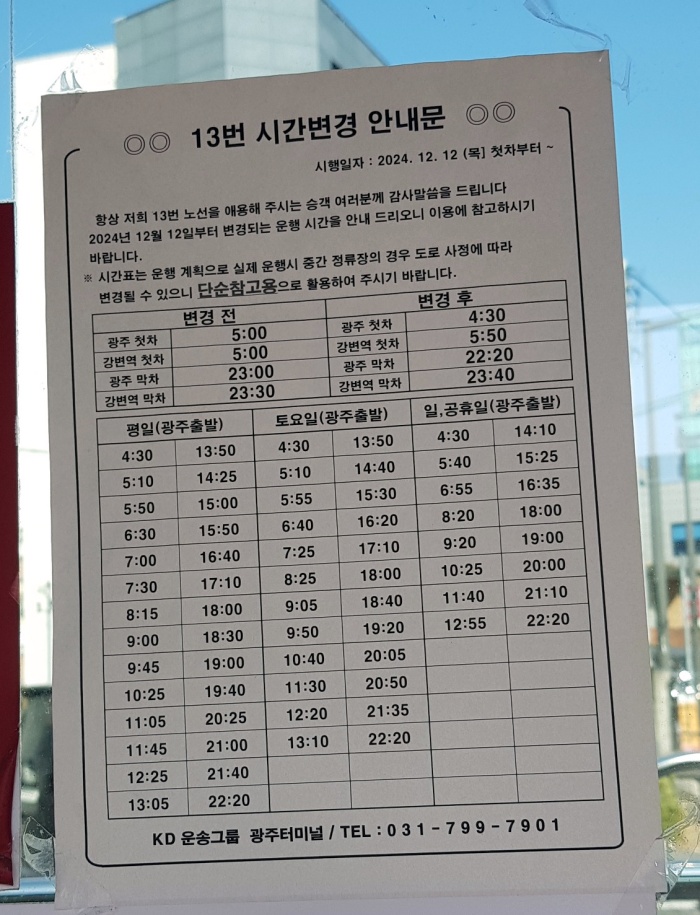 ◎◎ 13번 시간변경 안내문 ◎◎
시행일자 : 2024. 12. 12 (목) 첫차부터 ~
항상 저희 13번 노선을 애용해 주시는 승객 여러분께 감사말씀을 드립니다
2024년 12월 12일부터 변경되는 운행 시간을 안내 드리오니 이용에 참고하시기
바랍니다.
※ 시간표는 운행 계획으로 실제 운행시 중간 정류장의 경우 도로 사정에 따라
변경될 수 있으니 단순참고용으로 활용하여 주시기 바랍니다.
변경 전 변경 후
광주 첫차 5:00 광주 첫차 4:30
강변역 첫차 5:00 강변역 첫차 5:50
광주 막차 23:00 광주 막차 22:20
강변역 막차 23:30 강변역 막차 23:40
평일(광주출발) 토요일(광주출발) 일,공휴일(광주출발)
4:30 13:50 4:30 13:50 4:30 14:10
5:10 14:25 5:10 14:40 5:40 15:25
5:50 15:00 5:55 15:30 6:55 16:35
6:30 15:50 6:40 16:20 8:20 18:00
7:00 16:40 7:25 17:10 9:20 19:00
7:30 17:10 8:25 18:00 10:25 20:00
8:15 18:00 9:05 18:40 11:40 21:10
9:00 18:30 9:50 19:20 12:55 22:20
9:45 19:00 10:40 20:05
10:25 19:40 11:30 20:50
11:05 20:25 12:20 21:35
11:45 21:00 13:10 22:20
12:25 21:40
13:05 22:20
KD 운송그룹 광주터미널 / TEL : 031-799-7901